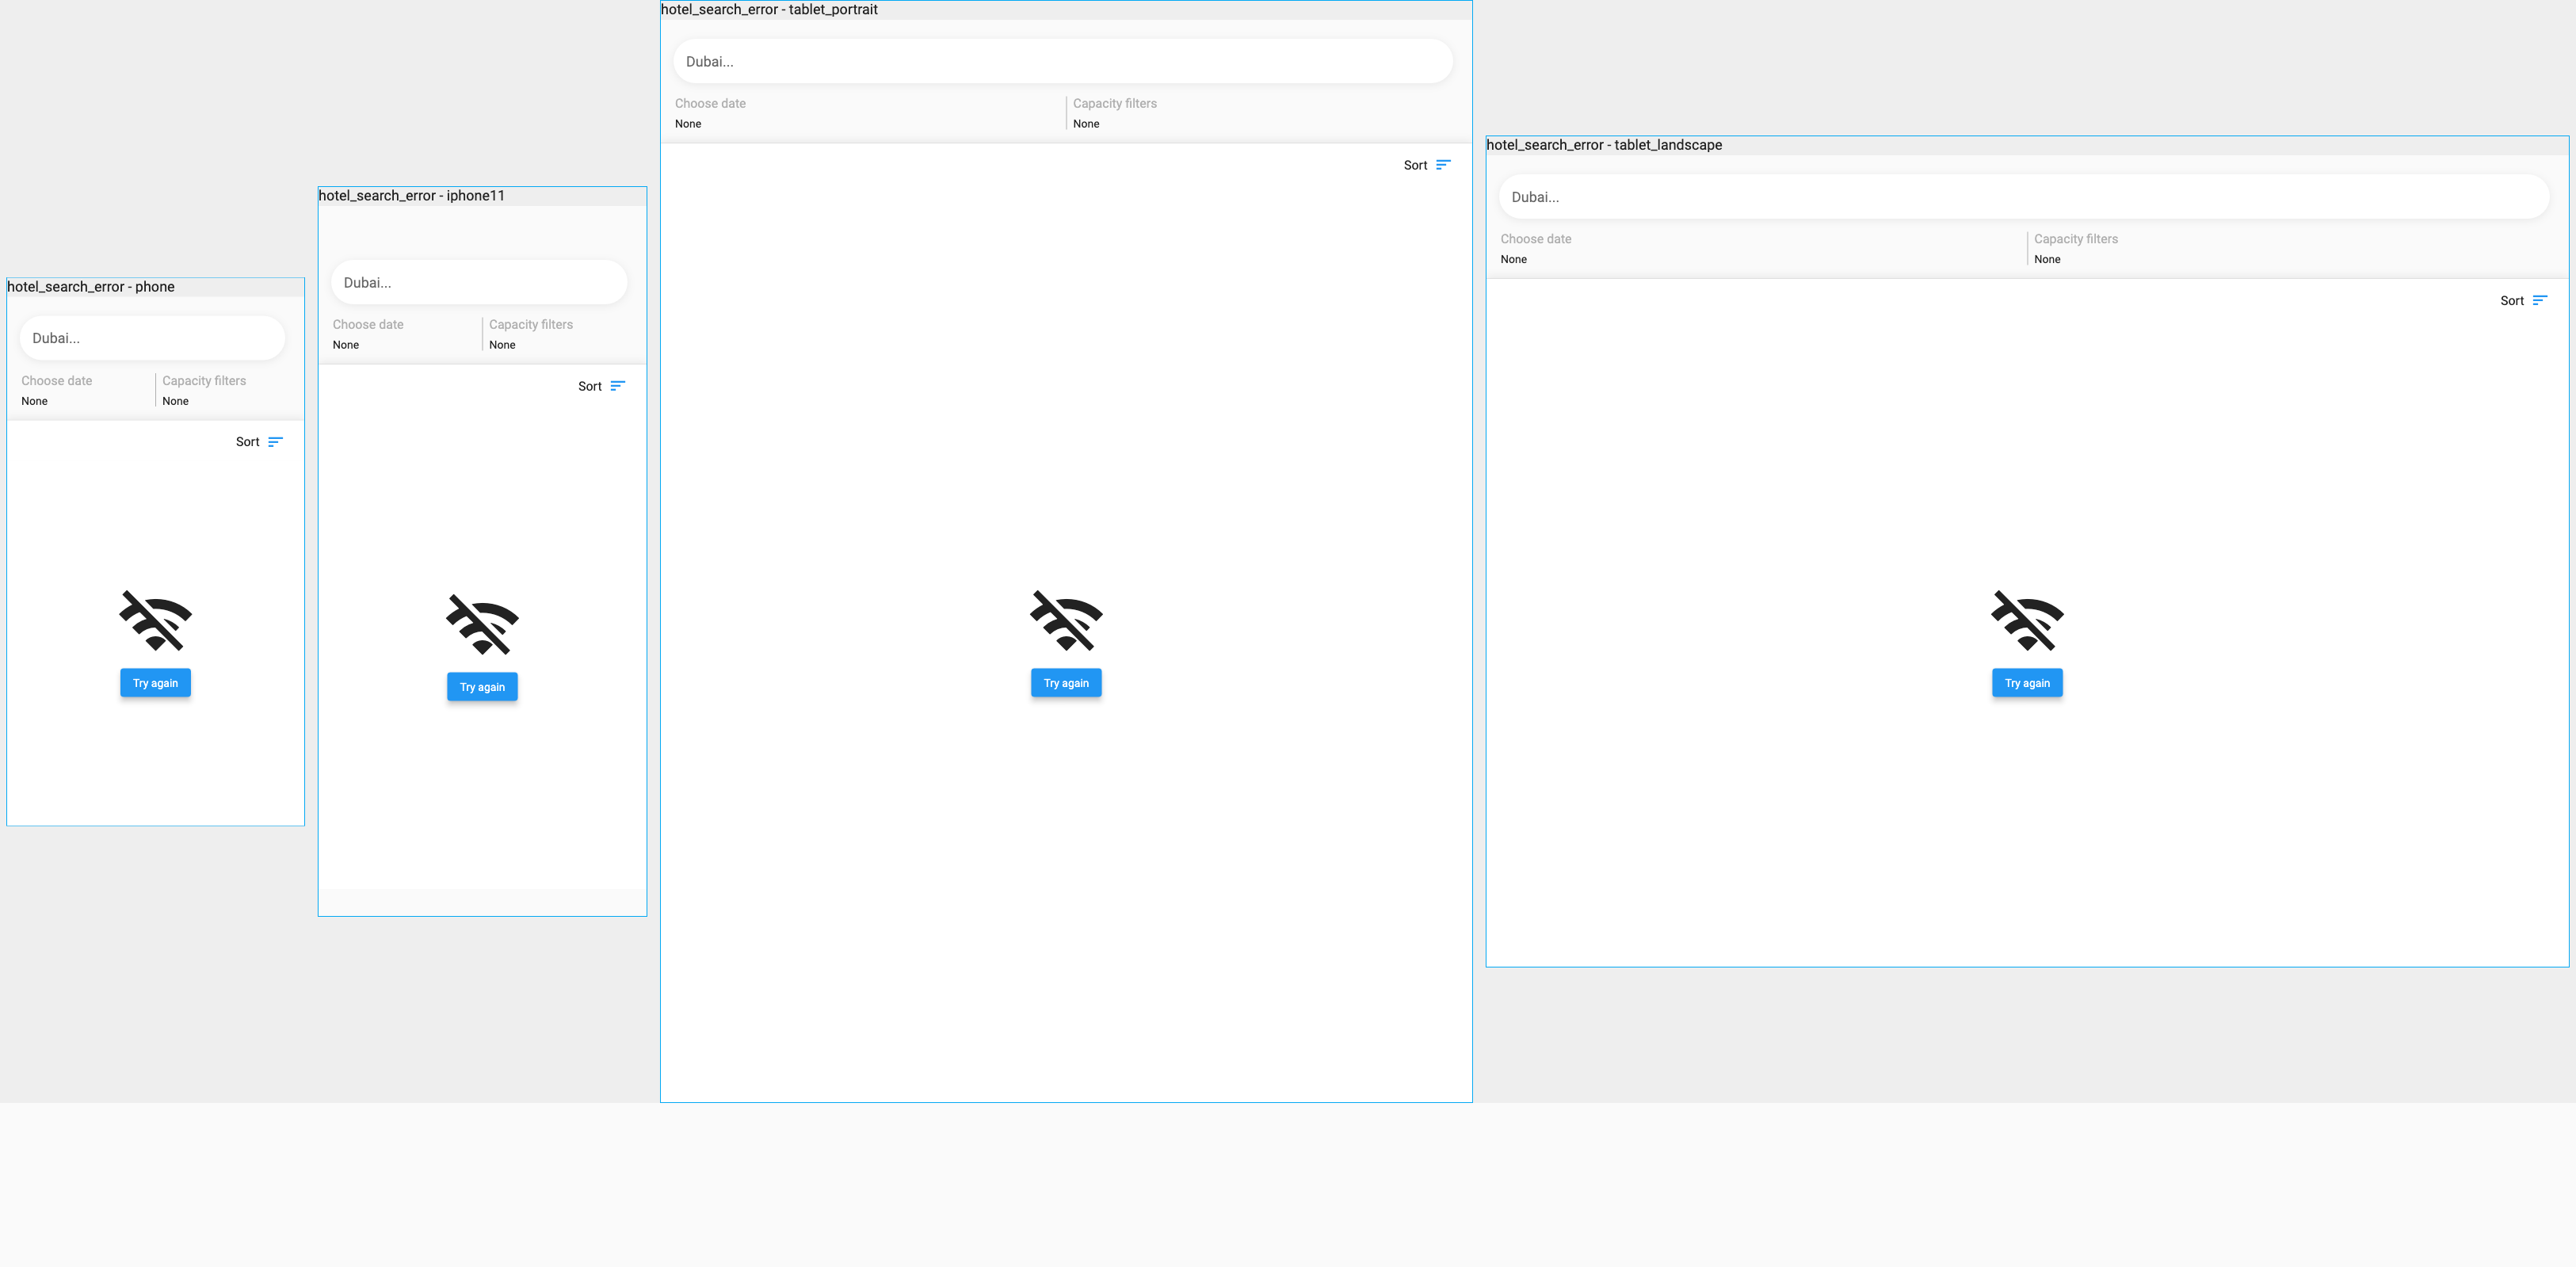 hotel_search_error - phone
Dubai...
Choose date
Capacity filters
None
None
Sort
Try again
hotel_search_error - iphone11
Dubai...
Choose date
Capacity filters
None
None
Sort
Try again
hotel_search_error - tablet_portrait
Dubai...
Choose date
Capacity filters
None
None
Sort
Try again
hotel_search_error - tablet_landscape
Dubai...
Choose date
Capacity filters
None
None
Sort
Try again